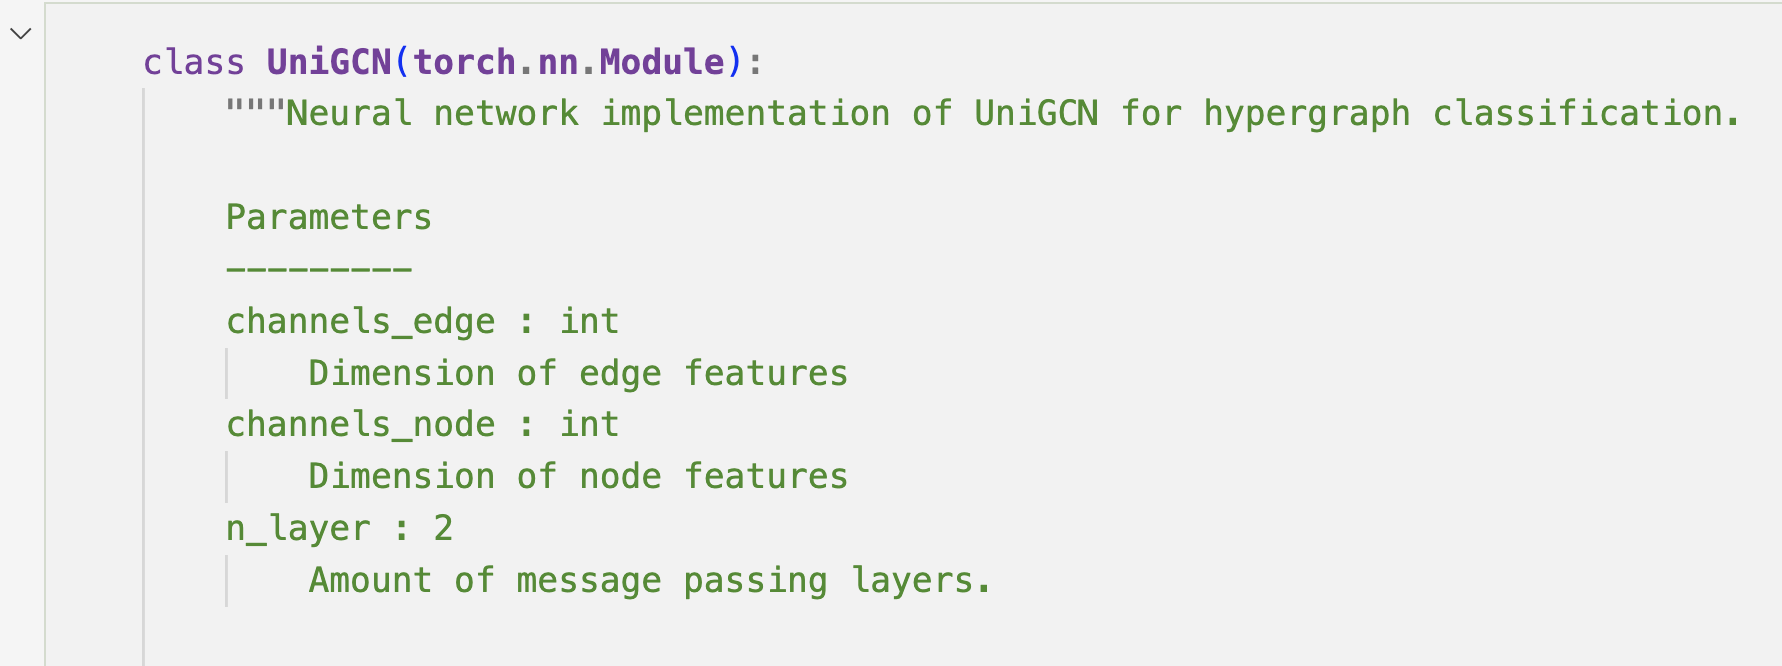 class UniGCN(torch.nn.Module):
"""Neural network implementation of UniGCN for hypergraph classification.
Parameters
---------
channels_edge : int
Dimension of edge features
channels_node : int
Dimension of node features
n_layer : 2
Amount of message passing layers.